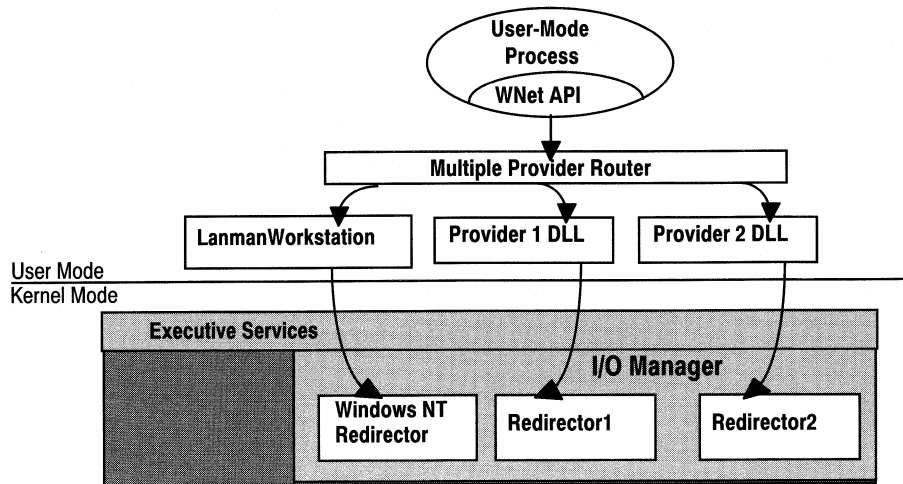 User-Mode
Process
WNet API
Multiple Provider Router
LanmanWorkstation
Provider 1 DLL
Provider 2 DLL
User Mode
Kernel Mode
Executive Services
I/O Manager
Windows NT
Redirector
Redirector1
Redirector2